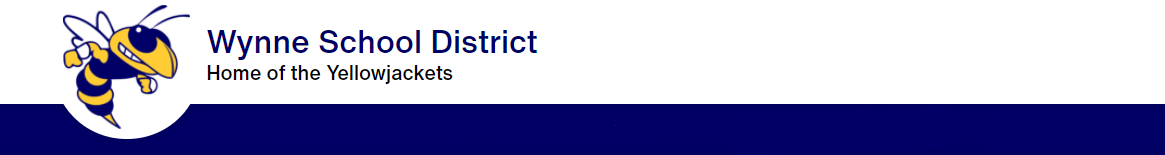 Wynne School District
Home of the Yellowjackets